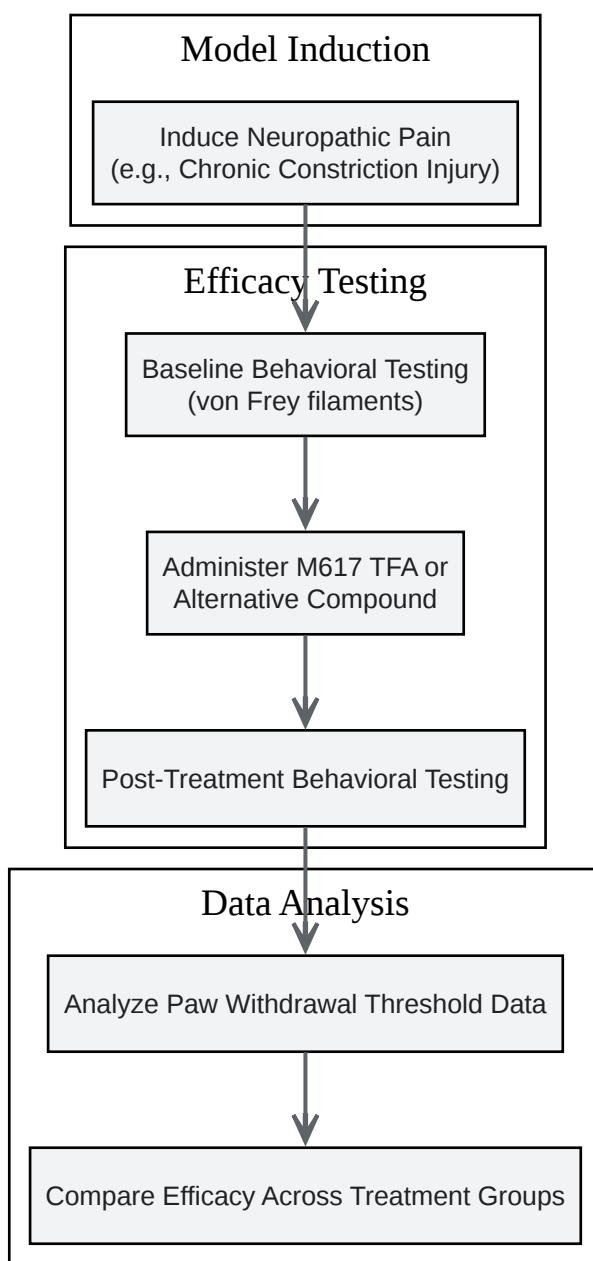 Model Induction
Induce Neuropathic Pain
(e.g., Chronic Constriction Injury)
Efficacy Testing
Baseline Behavioral Testing
(von Frey filaments)
Administer M617 TFA or
Alternative Compound
Post-Treatment Behavioral Testing
Data Analysis
Analyze Paw Withdrawal Threshold Data
Compare Efficacy Across Treatment Groups